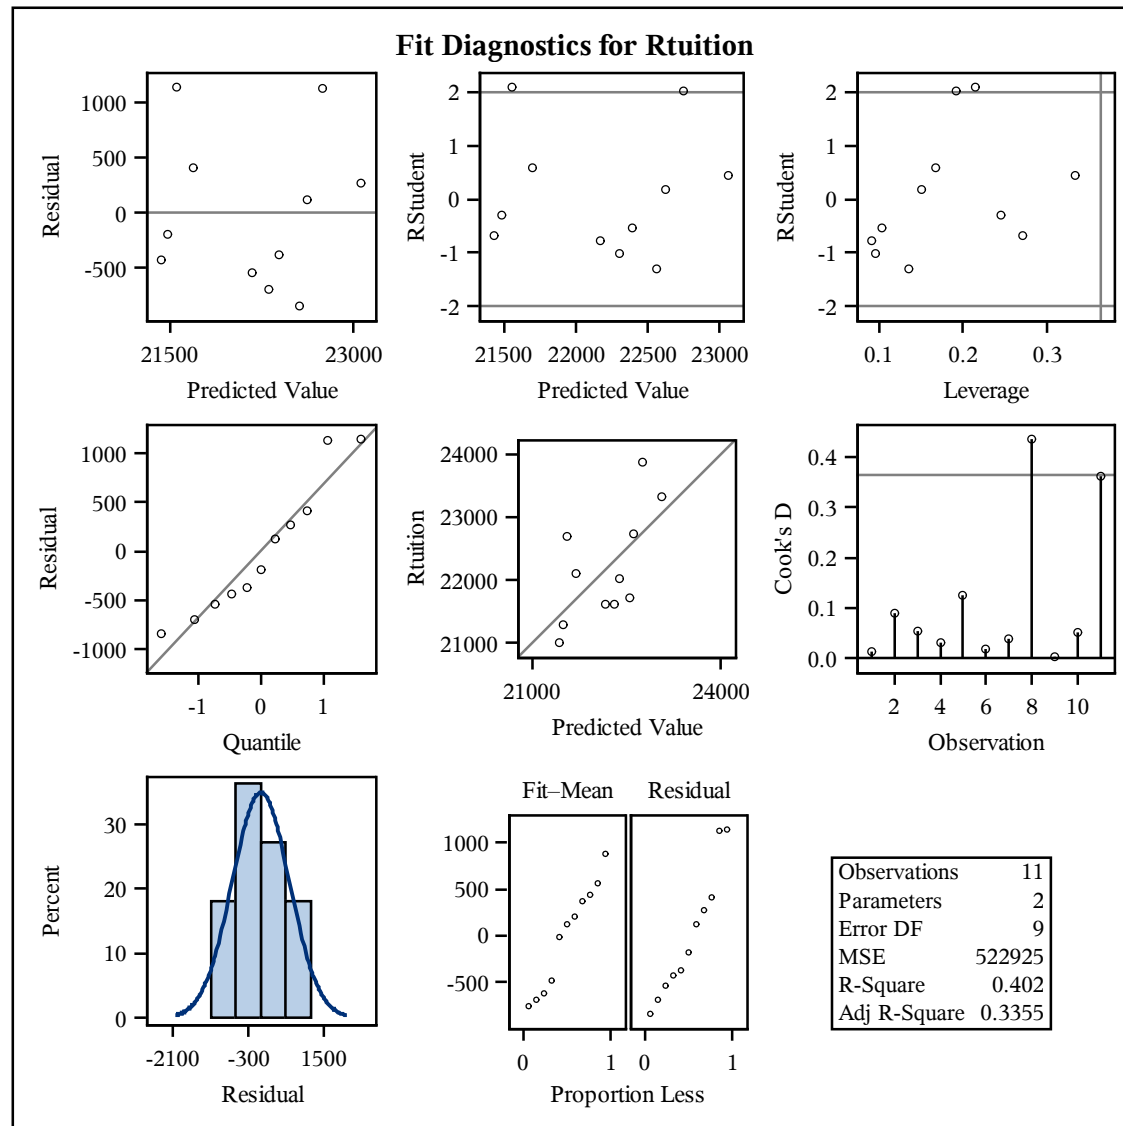 Fit Diagnostics for Rtuition
1000
500
0
-500
Residual
21500 23000
Predicted Value
2
1
0
-1
-2
RStudent
21500 22000 22500 23000
Predicted Value
2
1
0
-1
-2
RStudent
0.1 0.2 0.3
Leverage
1000
500
0
-500
-1000
Residual
-1 0 1
Quantile
24000
23000
22000
21000
Rtuition
21000 24000
Predicted Value
0.4
0.3
0.2
0.1
0.0
Cook's D
2 4 6 8 10
Observation
30
20
10
0
Percent
-2100 -300 1500
Residual
Fit–Mean Residual
1000
500
0
-500
0 1 0 1
Proportion Less
Observations 11
Parameters 2
Error DF 9
MSE 522925
R-Square 0.402
Adj R-Square 0.3355